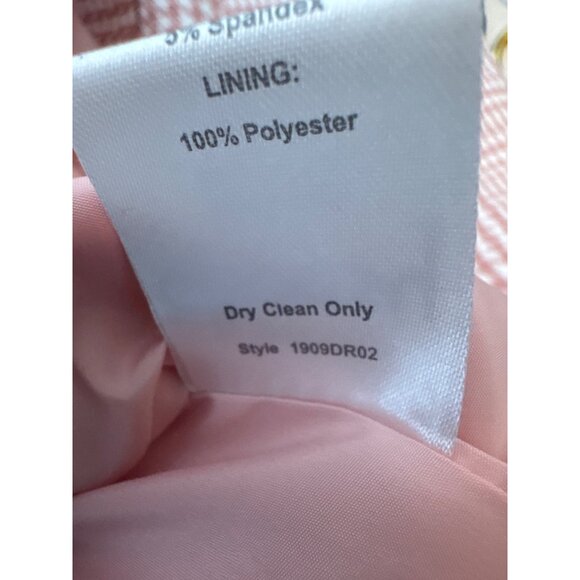 5% Spandex
LINING:
100% Polyester
Dry Clean Only
Style 1909DR02